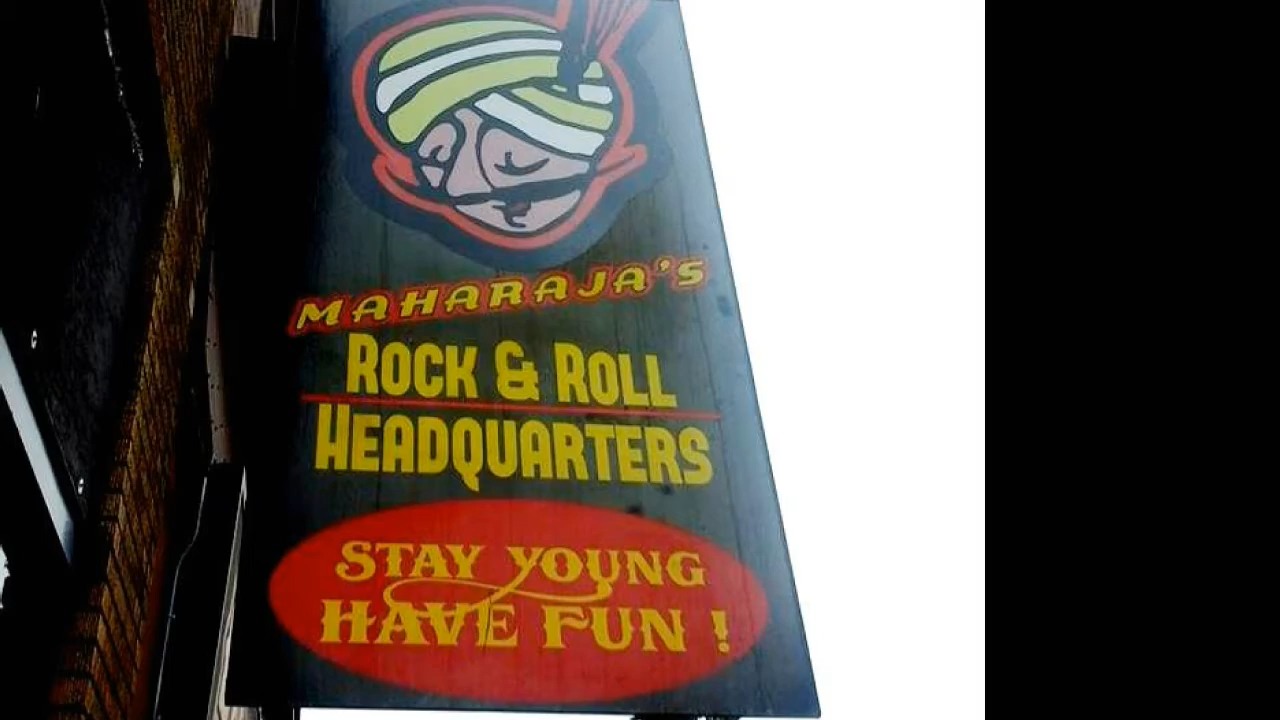 MAHARAJA'S
ROCK & ROLL
HEADQUARTERS
STAY YOUNG
HAVE FUN !